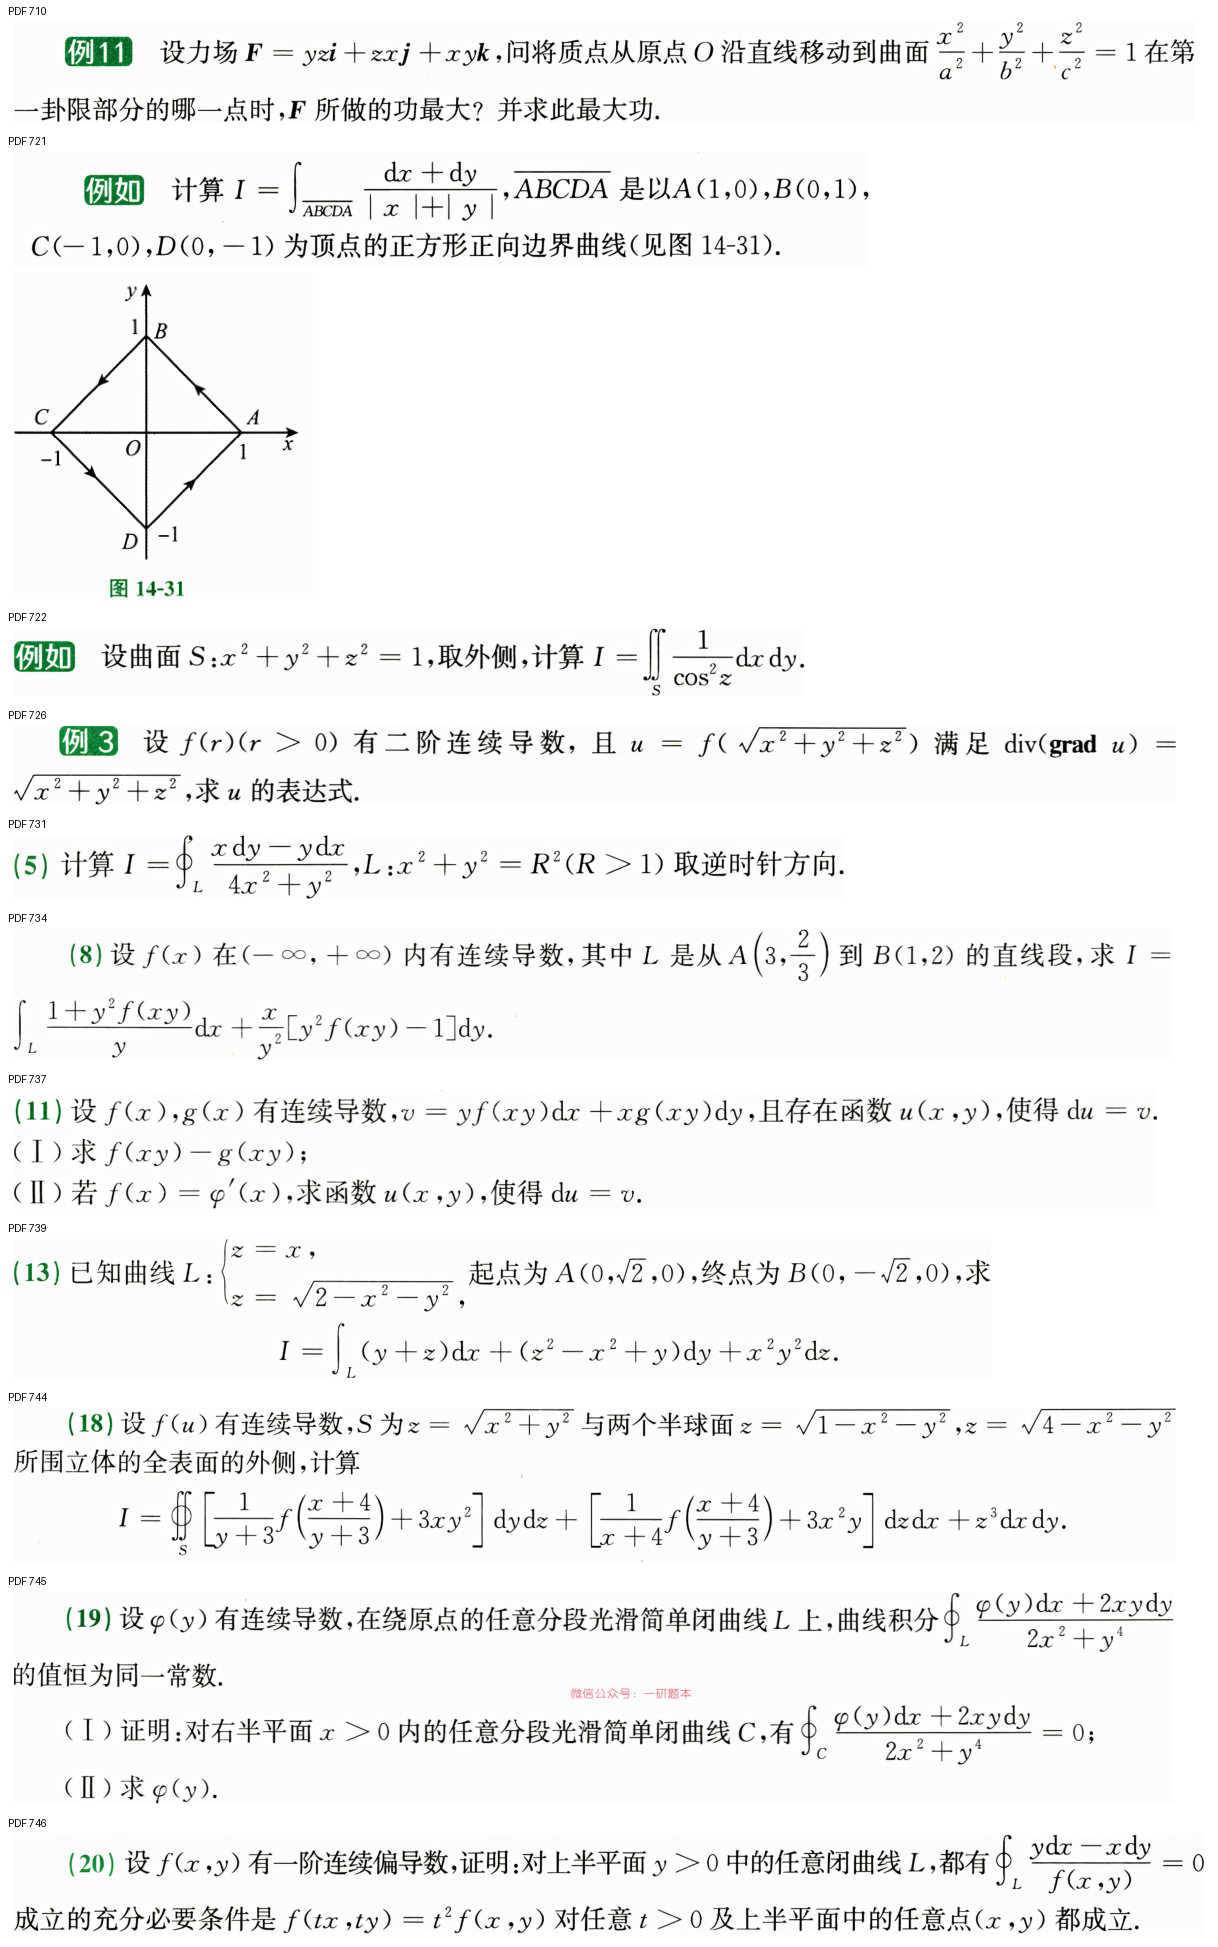 PDF710
例11 设力场 F = yzi + zxj + xyk,问将质点从原点 O 沿直线移动到曲面 x²/a² + y²/b² + z²/c² = 1 在第
一卦限部分的哪一点时,F 所做的功最大? 并求此最大功.
PDF721
例如 计算 I = ∫_{\overline{ABCDA}} (dx + dy)/(|x| + |y|), \overline{ABCDA} 是以A(1,0),B(0,1),
C(−1,0),D(0,−1) 为顶点的正方形正向边界曲线(见图 14-31).
y
1 B
C A
−1 O 1 x
D −1
图 14-31
PDF722
例如 设曲面 S:x² + y² + z² = 1,取外侧,计算 I = ∬_S 1/cos²z dxdy.
PDF726
例 3 设 f(r)(r > 0) 有二阶连续导数, 且 u = f(√(x² + y² + z²)) 满足 div(grad u) =
√(x² + y² + z²),求 u 的表达式.
PDF731
(5) 计算 I = ∮_L (xdy − ydx)/(4x² + y²),L:x² + y² = R²(R > 1) 取逆时针方向.
PDF734
(8) 设 f(x) 在(−∞,+∞) 内有连续导数,其中 L 是从 A(3,2/3) 到 B(1,2) 的直线段,求 I =
∫_L (1 + y²f(xy))/y dx + x/y² [y²f(xy) − 1]dy.
PDF737
(11) 设 f(x),g(x) 有连续导数,v = yf(xy)dx + xg(xy)dy,且存在函数 u(x,y),使得 du = v.
(Ⅰ) 求 f(xy) − g(xy);
(Ⅱ) 若 f(x) = φ′(x),求函数 u(x,y),使得 du = v.
PDF739
(13) 已知曲线 L: { z = x, z = √(2 − x² − y²), 起点为 A(0,√2,0),终点为 B(0,−√2,0),求
I = ∫_L (y + z)dx + (z² − x² + y)dy + x²y²dz.
PDF744
(18) 设 f(u) 有连续导数,S 为 z = √(x² + y²) 与两个半球面 z = √(1 − x² − y²),z = √(4 − x² − y²)
所围立体的全表面的外侧,计算
I = ∯_S [1/(y + 3) f((x + 4)/(y + 3)) + 3xy²] dydz + [1/(x + 4) f((x + 4)/(y + 3)) + 3x²y] dzdx + z³dxdy.
PDF745
(19) 设 φ(y) 有连续导数,在绕原点的任意分段光滑简单闭曲线 L 上,曲线积分 ∮_L (φ(y)dx + 2xydy)/(2x² + y⁴)
的值恒为同一常数.
微信公众号：一研题本
(Ⅰ) 证明:对右半平面 x > 0 内的任意分段光滑简单闭曲线 C,有 ∮_C (φ(y)dx + 2xydy)/(2x² + y⁴) = 0;
(Ⅱ) 求 φ(y).
PDF746
(20) 设 f(x,y) 有一阶连续偏导数,证明:对上半平面 y > 0 中的任意闭曲线 L,都有 ∮_L (ydx − xdy)/f(x,y) = 0
成立的充分必要条件是 f(tx,ty) = t²f(x,y) 对任意 t > 0 及上半平面中的任意点(x,y) 都成立.